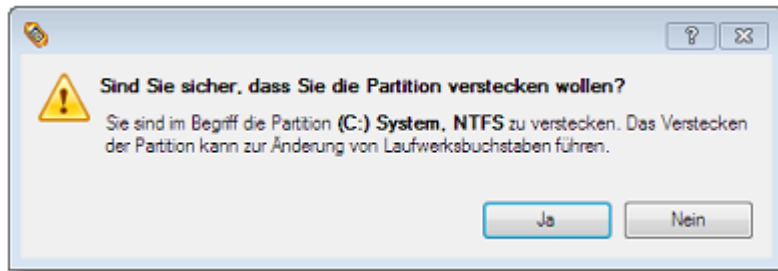 Sind Sie sicher, dass Sie die Partition verstecken wollen?
Sie sind im Begriff die Partition (C:) System, NTFS zu verstecken. Das Verstecken
der Partition kann zur Änderung von Laufwerksbuchstaben führen.
Ja Nein